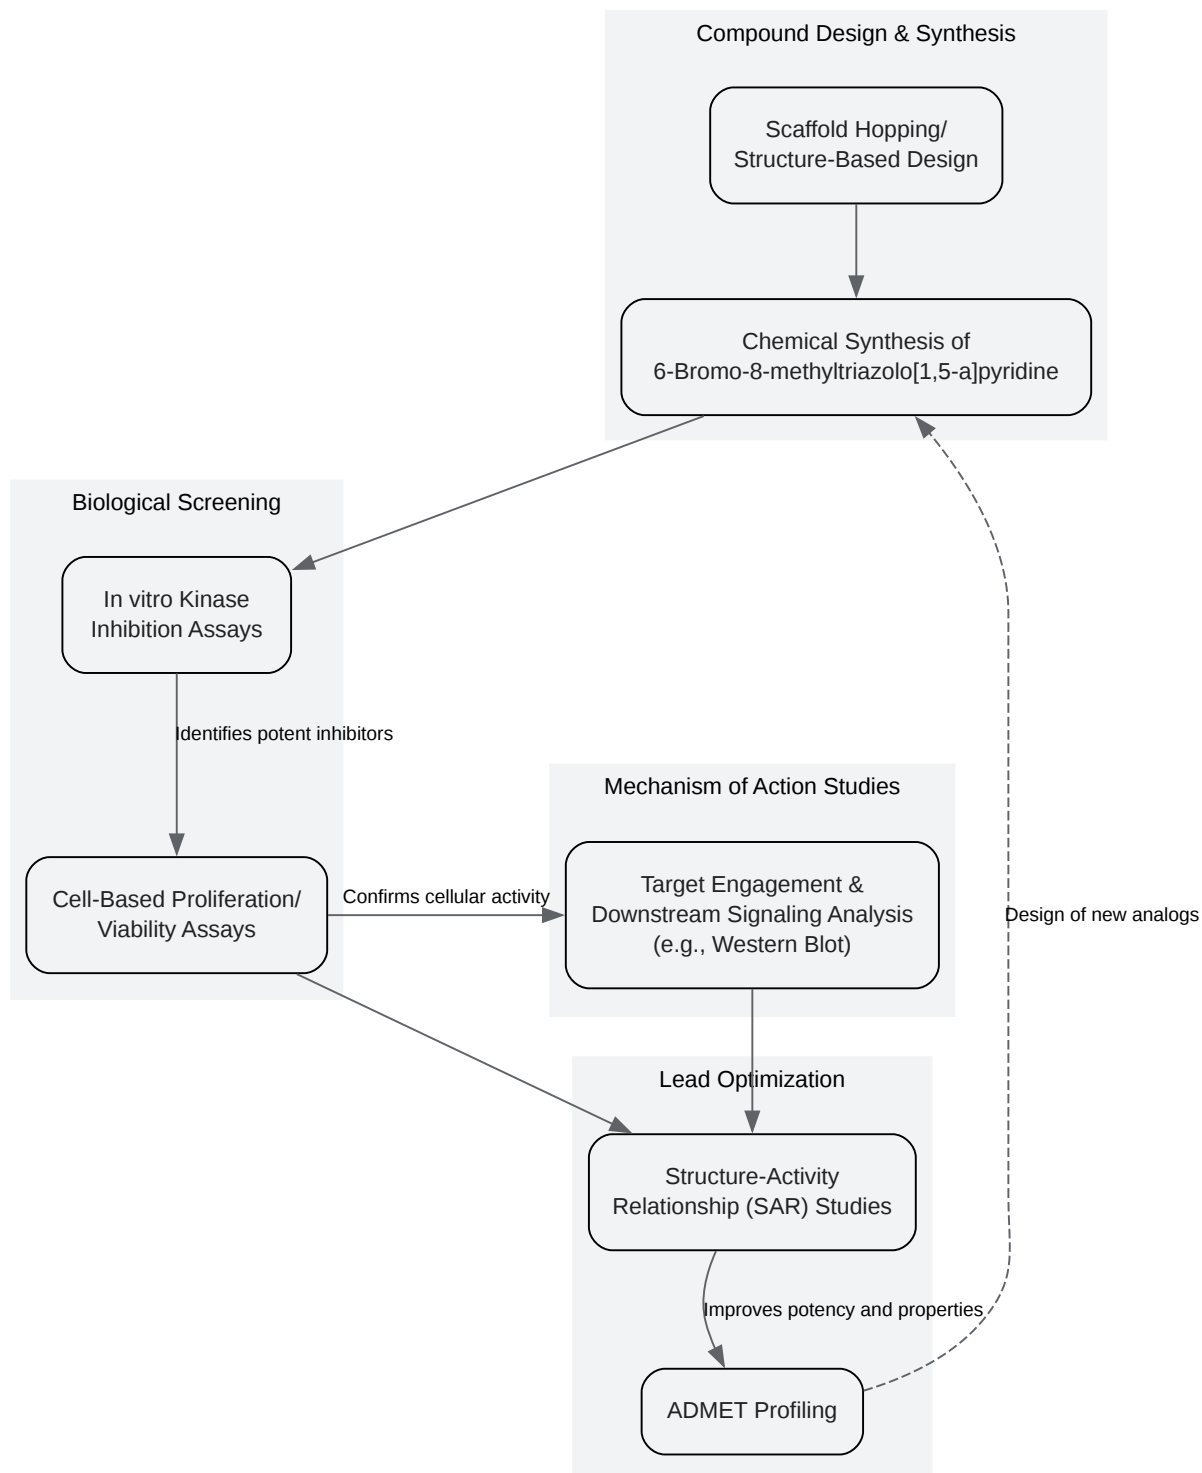 Compound Design & Synthesis
Scaffold Hopping/
Structure-Based Design
Chemical Synthesis of
6-Bromo-8-methyltriazolo[1,5-a]pyridine
Biological Screening
In vitro Kinase
Inhibition Assays
Identifies potent inhibitors
Mechanism of Action Studies
Cell-Based Proliferation/
Viability Assays
Confirms cellular activity
Target Engagement &
Downstream Signaling Analysis
(e.g., Western Blot)
Design of new analogs
Lead Optimization
Structure-Activity
Relationship (SAR) Studies
Improves potency and properties
ADMET Profiling